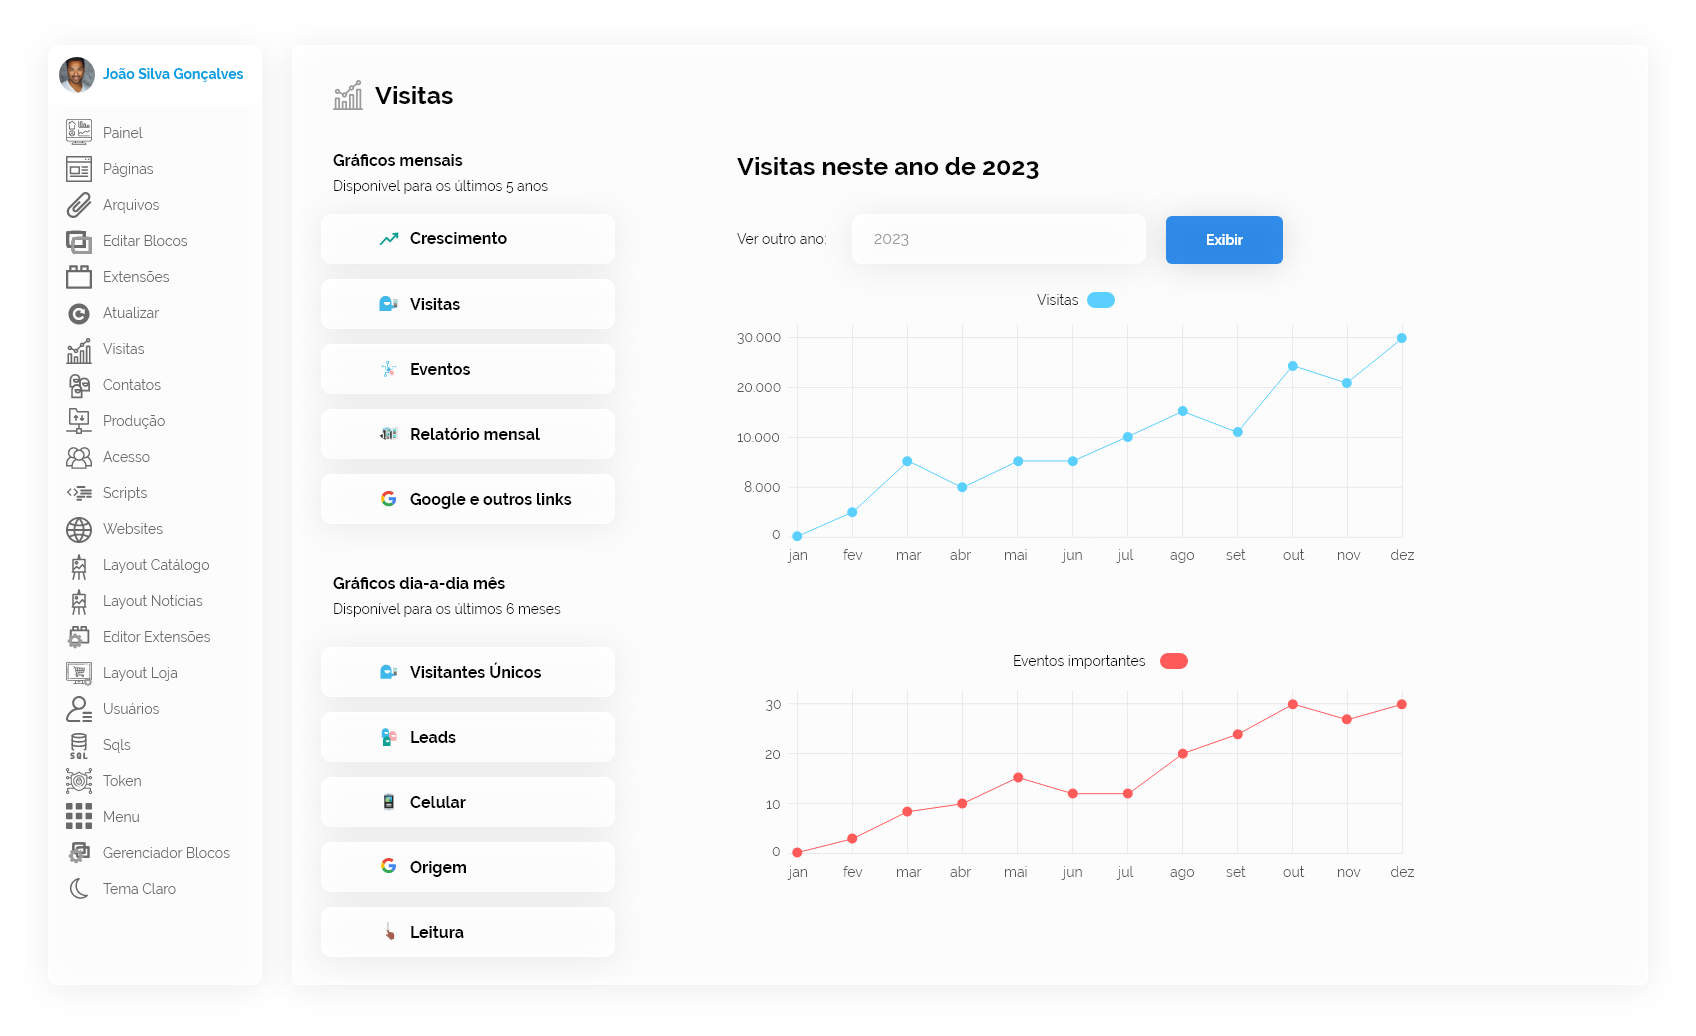 João Silva Gonçalves
Painel
Páginas
Arquivos
Editar Blocos
Extensões
Atualizar
Visitas
Contatos
Produção
Acesso
Scripts
Websites
Layout Catálogo
Layout Notícias
Editor Extensões
Layout Loja
Usuários
SQL
Sqls
Token
Menu
Gerenciador Blocos
Tema Claro
Visitas
Gráficos mensais
Disponível para os últimos 5 anos
Crescimento
Visitas
Eventos
Relatório mensal
Google e outros links
Gráficos dia-a-dia mês
Disponível para os últimos 6 meses
Visitantes Únicos
Leads
Celular
Origem
Leitura
Visitas neste ano de 2023
Ver outro ano: 2023 Exibir
Visitas
30.000
20.000
10.000
8.000
0
jan fev mar abr mai jun jul ago set out nov dez
Eventos importantes
30
20
10
0
jan fev mar abr mai jun jul ago set out nov dez